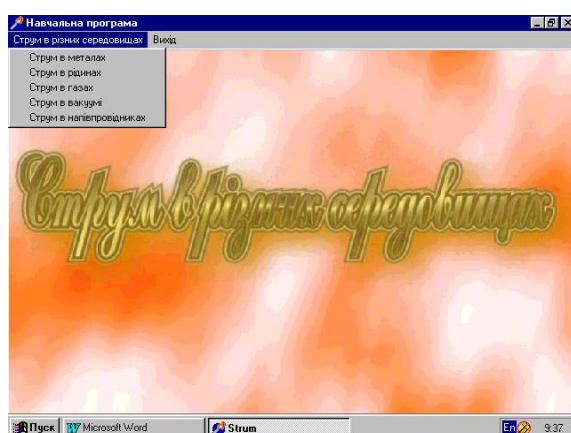 Навчальна програма
Струм в різних середовищах Вихід
Струм в металах
Струм в рідинах
Струм в газах
Струм в вакуумі
Струм в напівпровідниках
Струм в різних середовищах
Пуск Microsoft Word Strum En 9:37